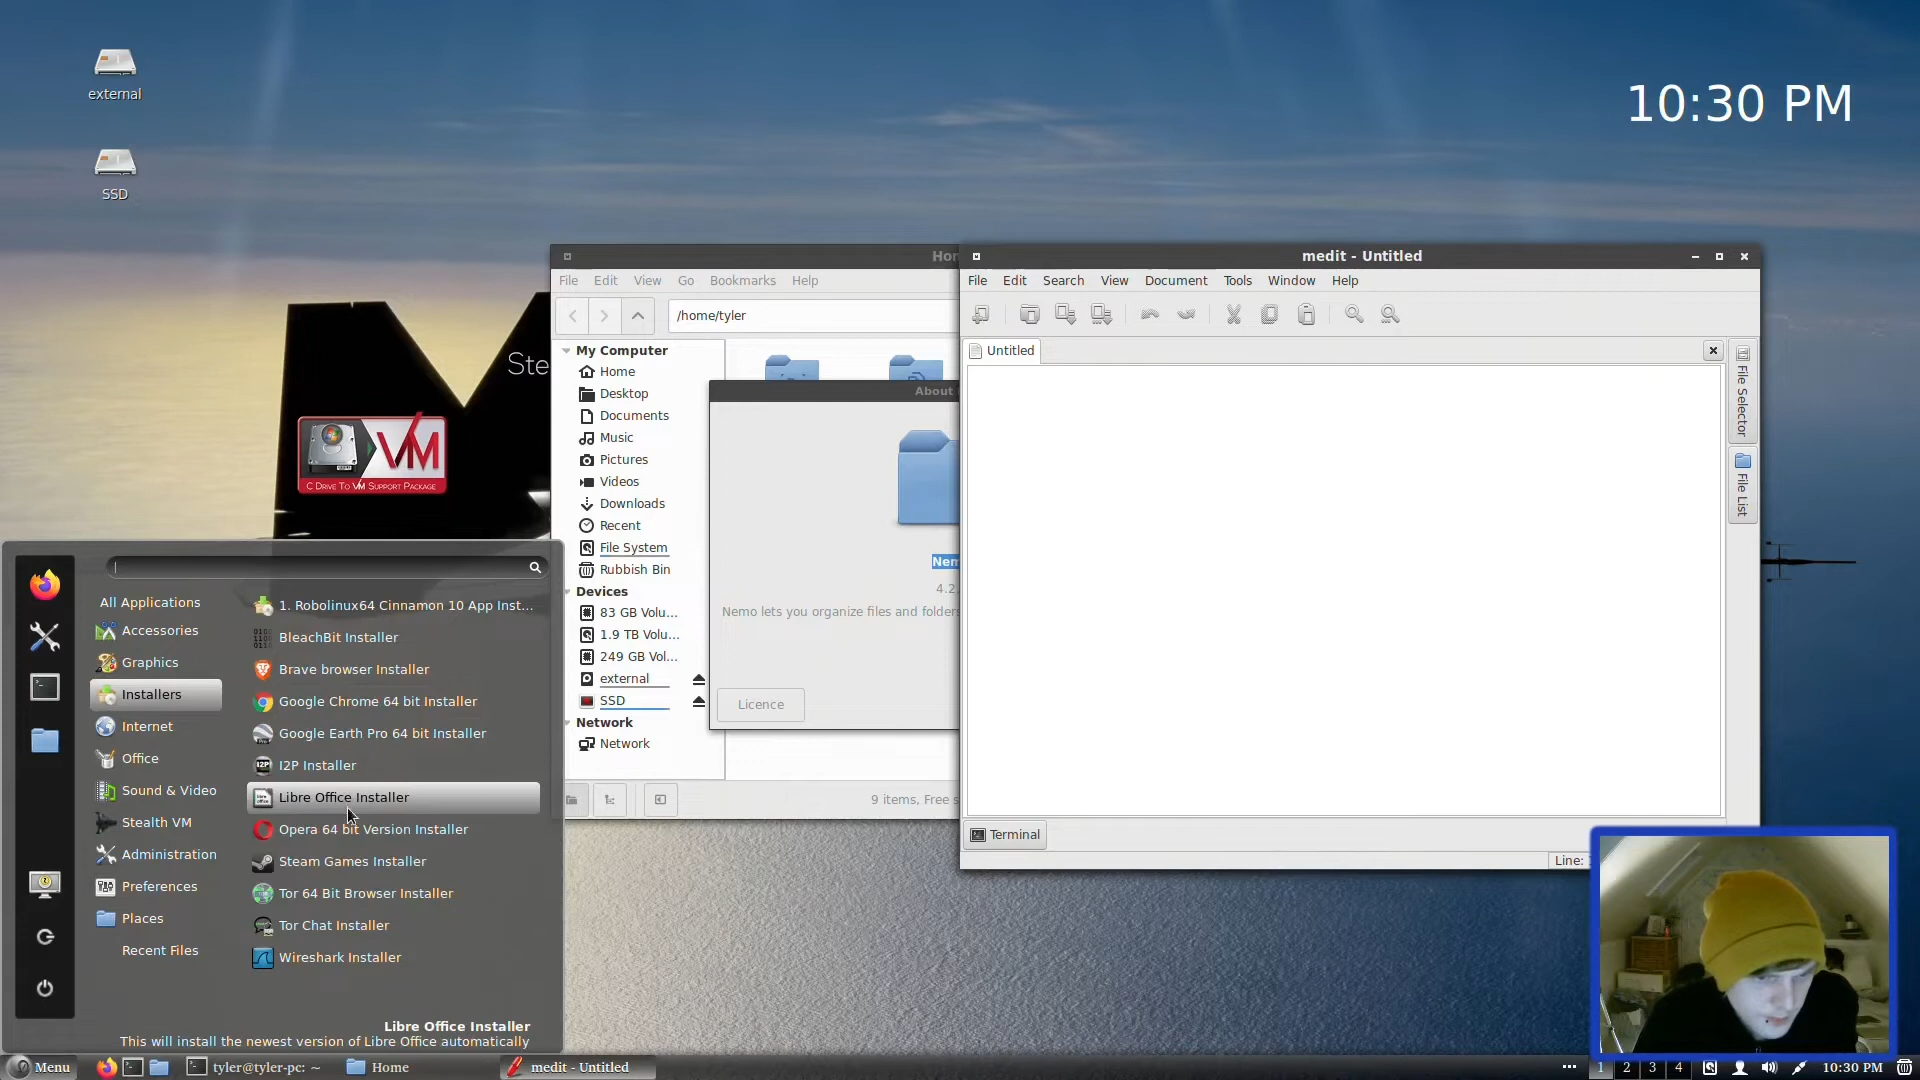 external
SSD
10:30 PM
Ste
C DRIVE TO VM SUPPORT PACKAGE
VM
Hor
File Edit View Go Bookmarks Help
/home/tyler
My Computer
Home
Desktop
Documents
Music
Pictures
Videos
Downloads
Recent
File System
Rubbish Bin
Devices
83 GB Volu...
1.9 TB Volu...
249 GB Vol...
external
SSD
Network
Network
9 items, Free s
About
Nem
4.2.
Nemo lets you organize files and folders
Licence
medit - Untitled
File Edit Search View Document Tools Window Help
Untitled
File Selector
File List
Terminal
Line:
All Applications
Accessories
Graphics
Installers
Internet
Office
Sound & Video
Stealth VM
Administration
Preferences
Places
Recent Files
1. Robolinux64 Cinnamon 10 App Inst...
BleachBit Installer
Brave browser Installer
Google Chrome 64 bit Installer
Google Earth Pro 64 bit Installer
I2P Installer
Libre Office Installer
Opera 64 bit Version Installer
Steam Games Installer
Tor 64 Bit Browser Installer
Tor Chat Installer
Wireshark Installer
Libre Office Installer
This will install the newest version of Libre Office automatically
Menu
tyler@tyler-pc: ~
Home
medit - Untitled
1 2 3 4
10:30 PM